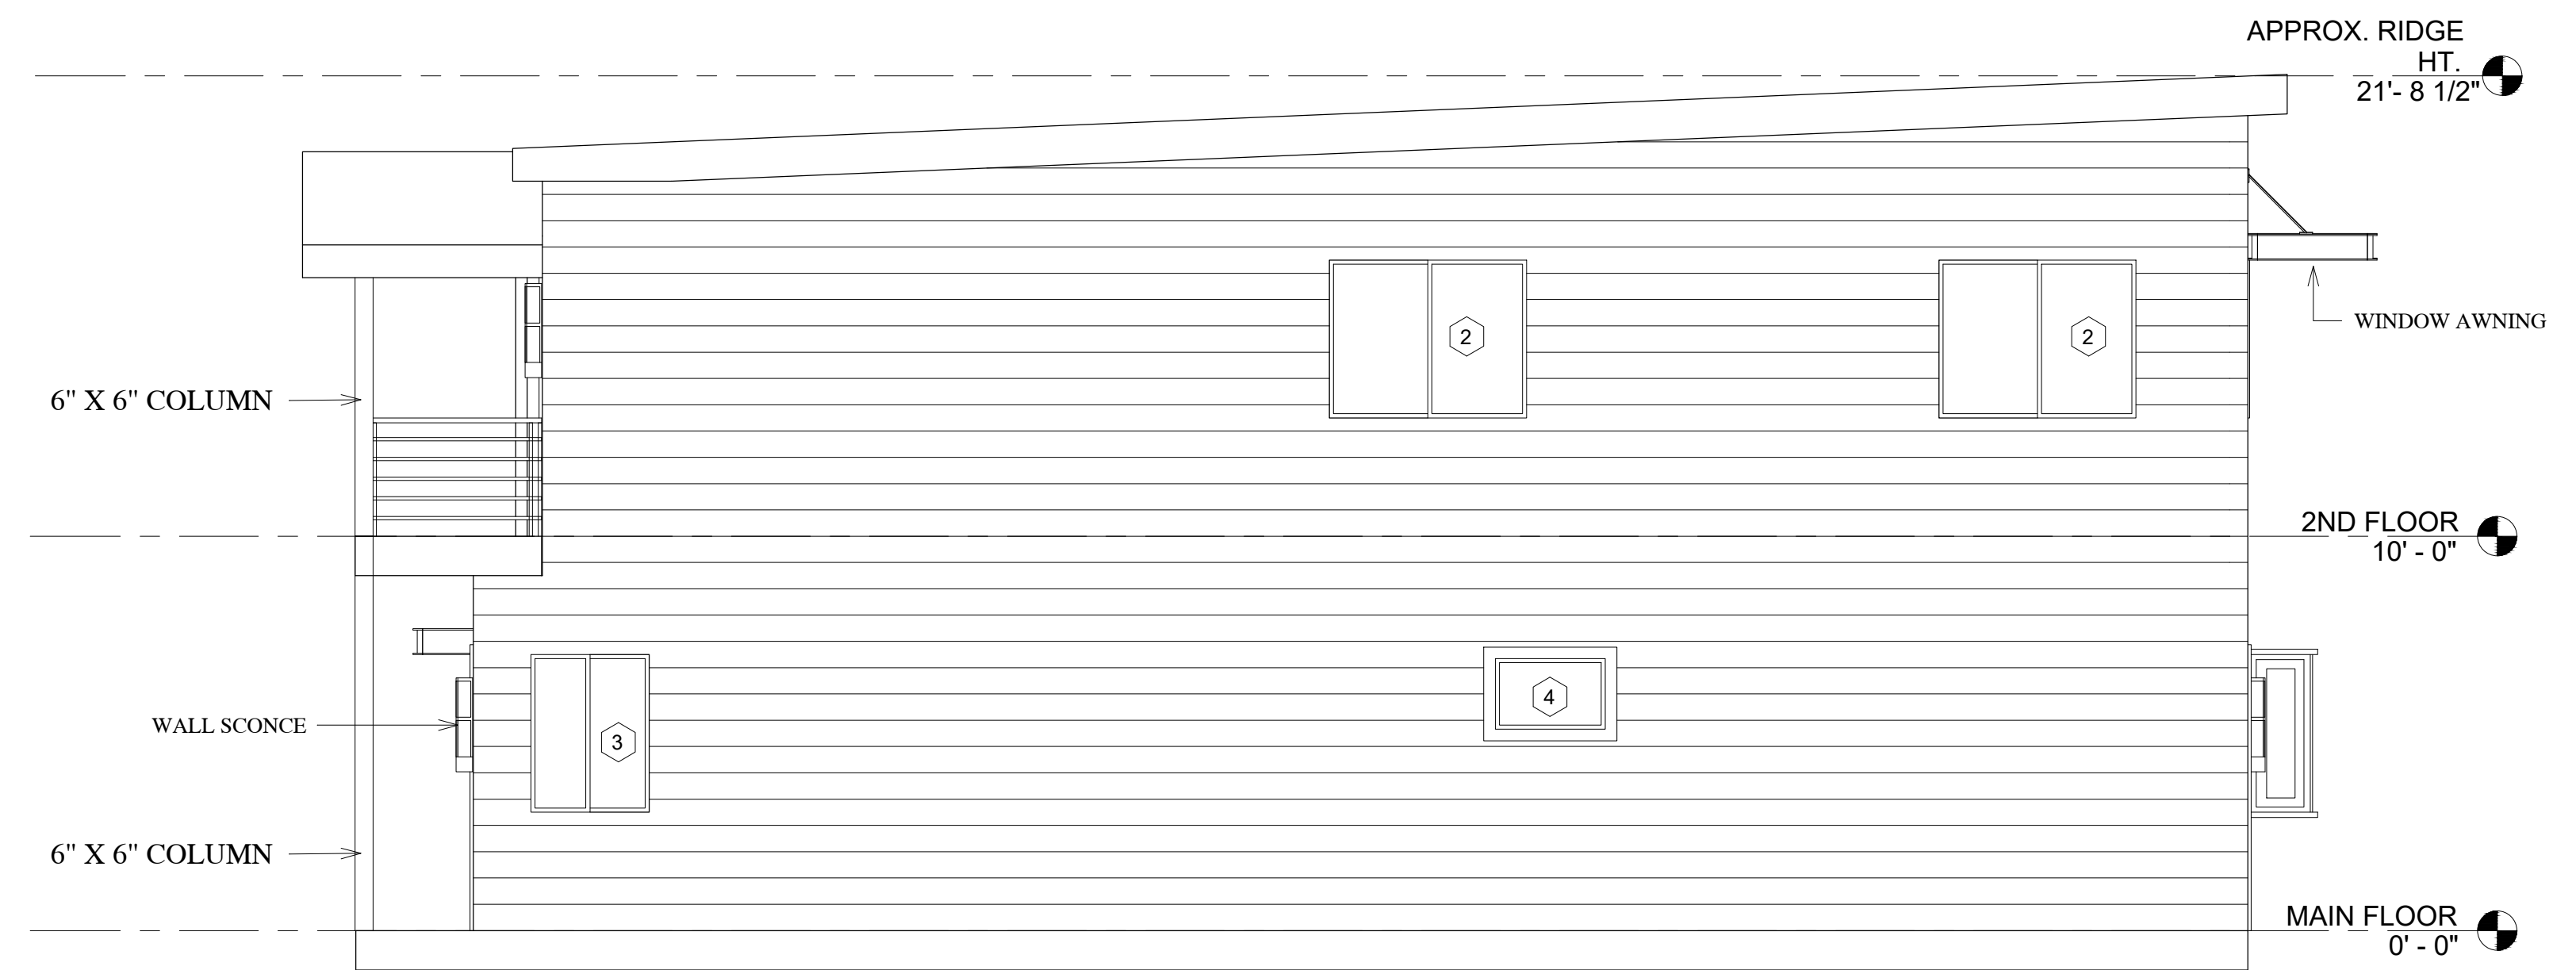 APPROX. RIDGE
HT.
21'- 8 1/2"
2
2
WINDOW AWNING
6" X 6" COLUMN
2ND FLOOR
10' - 0"
4
WALL SCONCE
3
6" X 6" COLUMN
MAIN FLOOR
0' - 0"